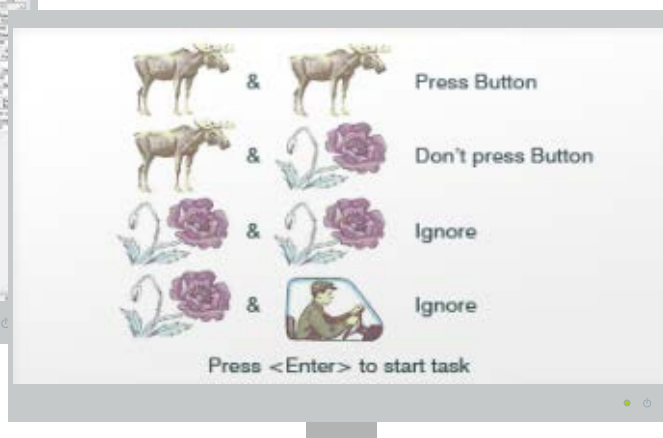 & Press Button
& Don't press Button
& Ignore
& Ignore
Press <Enter> to start task